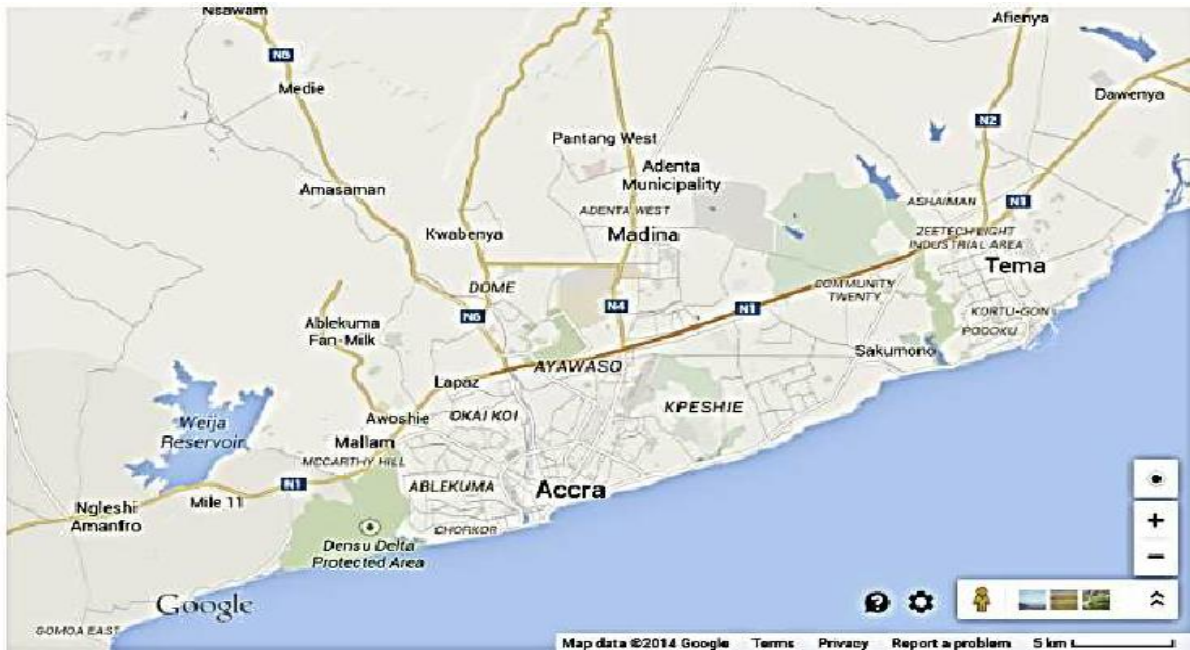 Nsawam
Afienya
N6
Medie
Dawenya
N2
Pantang West
Adenta
Municipality
Amasaman
ASHAIMAN
N1
ADENTA WEST
Kwabenya
Madina
ZEETECH LIGHT
INDUSTRIAL AREA
Tema
DOME
COMMUNITY
TWENTY
N6
N4
N1
KORTU-GON
PODOKU
Ablekuma
Fan-Milk
Sakumono
AYAWASO
Lapaz
KPESHIE
Awoshie
OKAI KOI
Weija
Reservoir
Mallam
MCCARTHY HILL
N1
ABLEKUMA
Accra
Mile 11
Ngleshi
Amanfro
CHORKOR
Densu Delta
Protected Area
Google
GOMOA EAST
Map data ©2014 Google Terms Privacy Report a problem 5 km